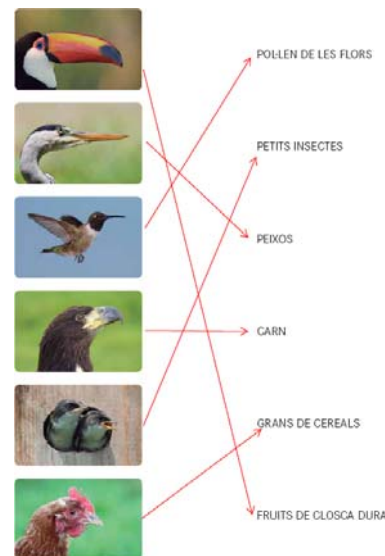 POL·LEN DE LES FLORS
PETITS INSECTES
PEIXOS
CARN
GRANS DE CEREALS
FRUITS DE CLOSCA DURA